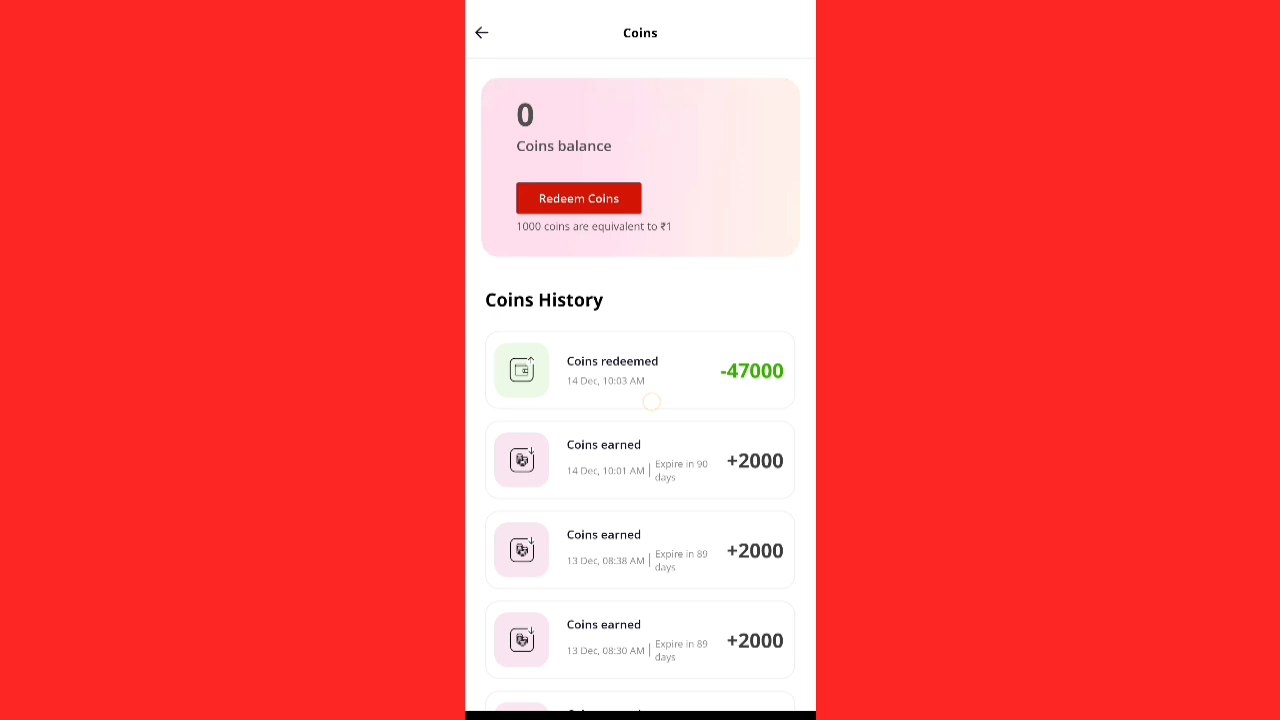 Coins
0
Coins balance
Redeem Coins
1000 coins are equivalent to ₹1
Coins History
Coins redeemed
14 Dec, 10:03 AM
-47000
Coins earned
14 Dec, 10:01 AM | Expire in 90
days
+2000
Coins earned
13 Dec, 08:38 AM | Expire in 89
days
+2000
Coins earned
13 Dec, 08:30 AM | Expire in 89
days
+2000